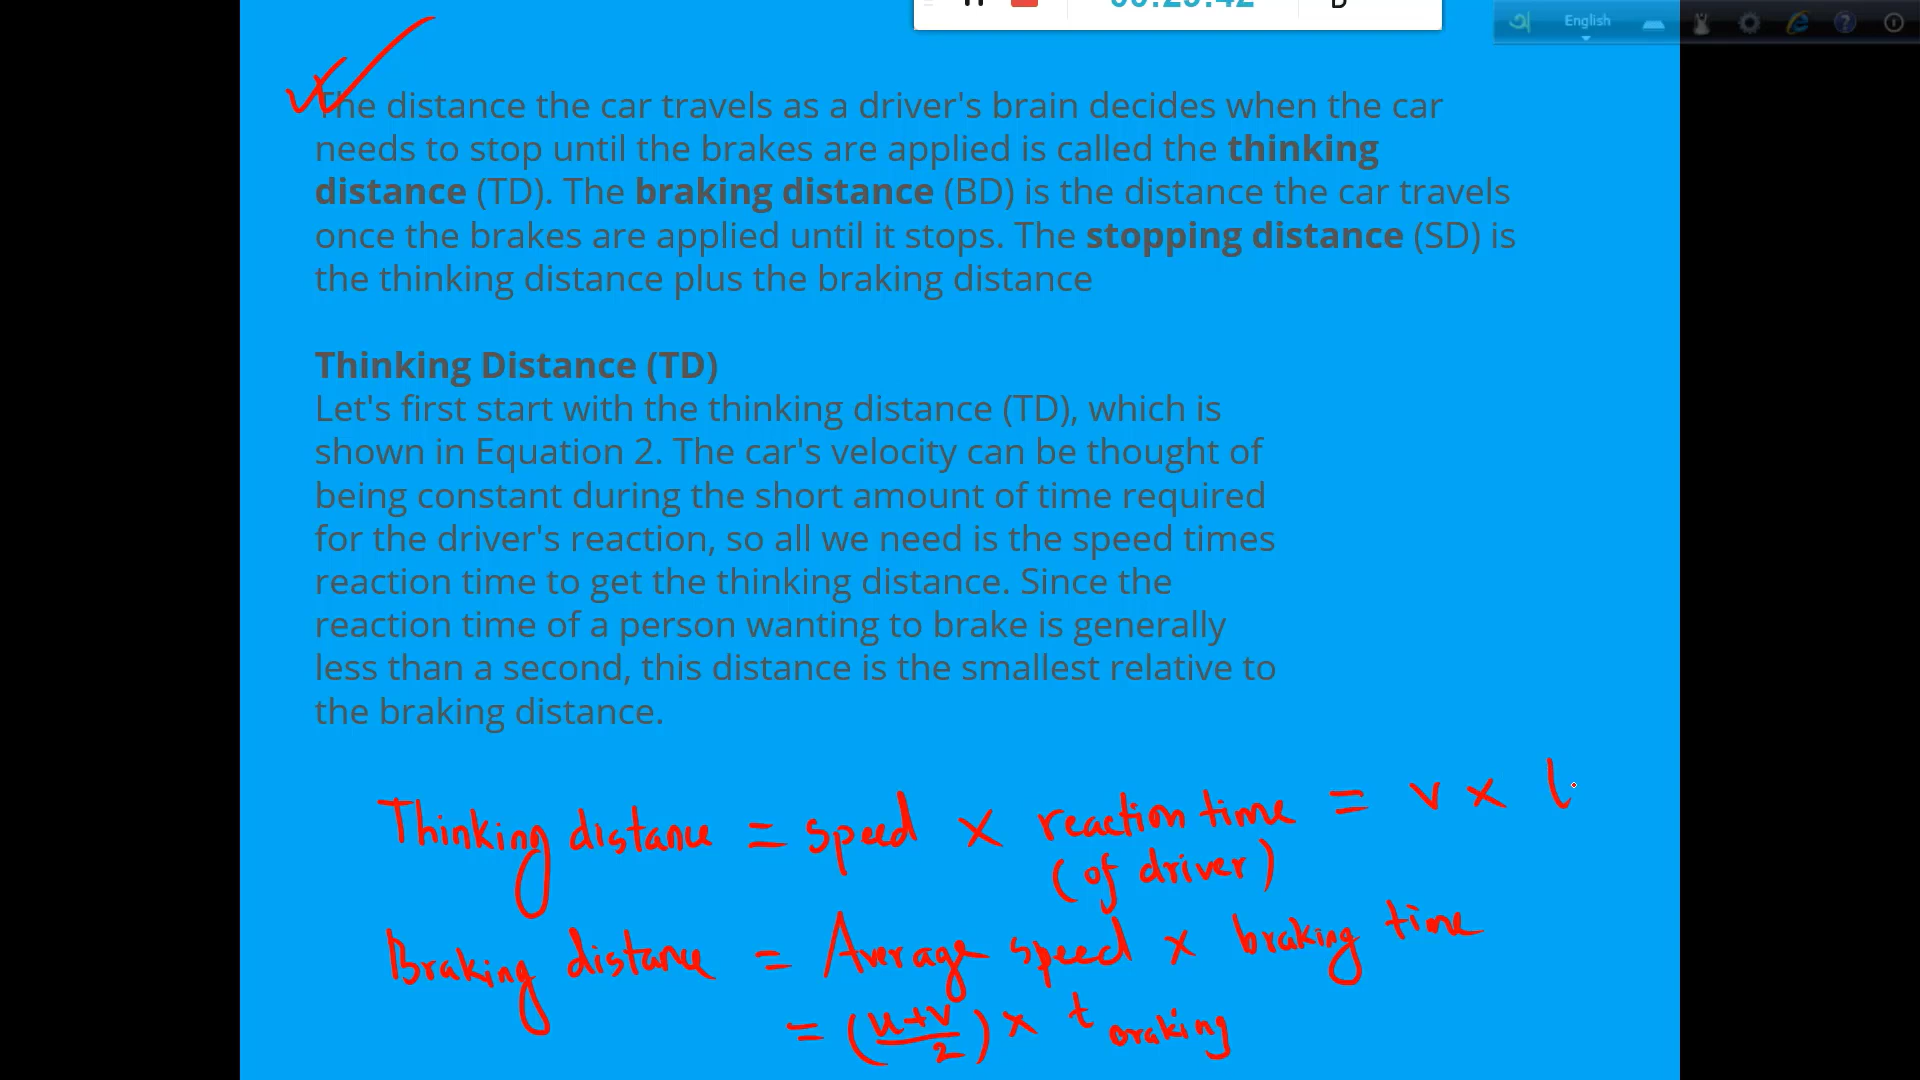 English
The distance the car travels as a driver's brain decides when the car
needs to stop until the brakes are applied is called the thinking
distance (TD). The braking distance (BD) is the distance the car travels
once the brakes are applied until it stops. The stopping distance (SD) is
the thinking distance plus the braking distance
Thinking Distance (TD)
Let's first start with the thinking distance (TD), which is
shown in Equation 2. The car's velocity can be thought of
being constant during the short amount of time required
for the driver's reaction, so all we need is the speed times
reaction time to get the thinking distance. Since the
reaction time of a person wanting to brake is generally
less than a second, this distance is the smallest relative to
the braking distance.
Thinking distance = speed × reaction time = v ×
(of driver)
Braking distance = Average speed × braking time
= (u+v/2) × t braking